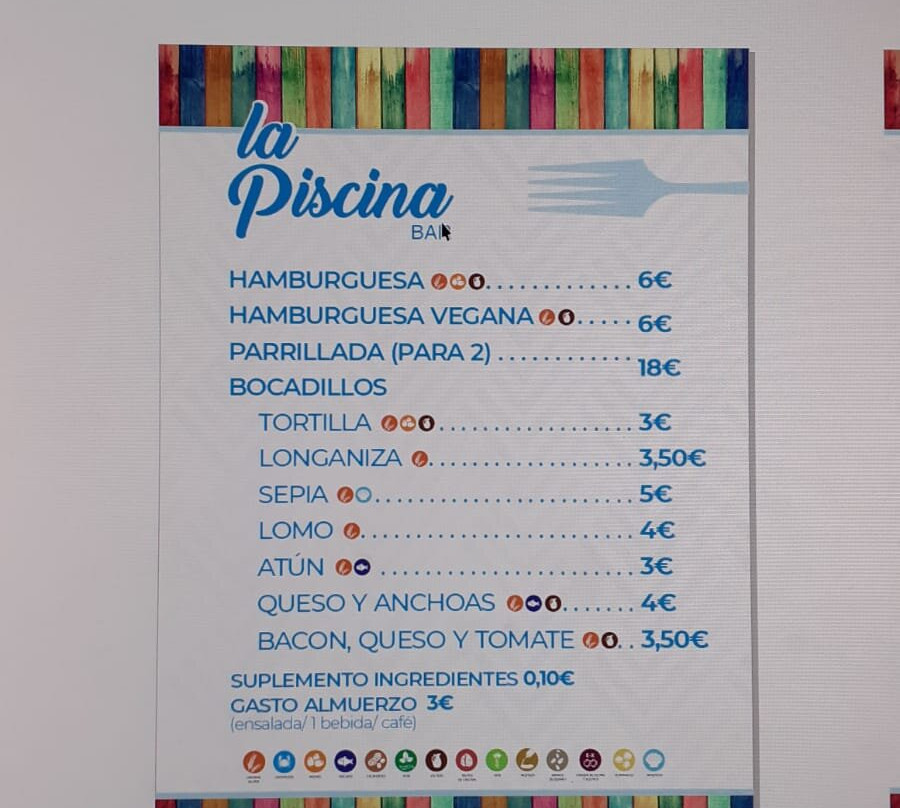 la
Piscina
BAR
HAMBURGUESA ............. 6€
HAMBURGUESA VEGANA ..... 6€
PARRILLADA (PARA 2) ............ 18€
BOCADILLOS
TORTILLA .................. 3€
LONGANIZA .................. 3,50€
SEPIA ....................... 5€
LOMO ........................ 4€
ATÚN ....................... 3€
QUESO Y ANCHOAS ....... 4€
BACON, QUESO Y TOMATE .. 3,50€
SUPLEMENTO INGREDIENTES 0,10€
GASTO ALMUERZO 3€
(ensalada/ 1 bebida/ café)